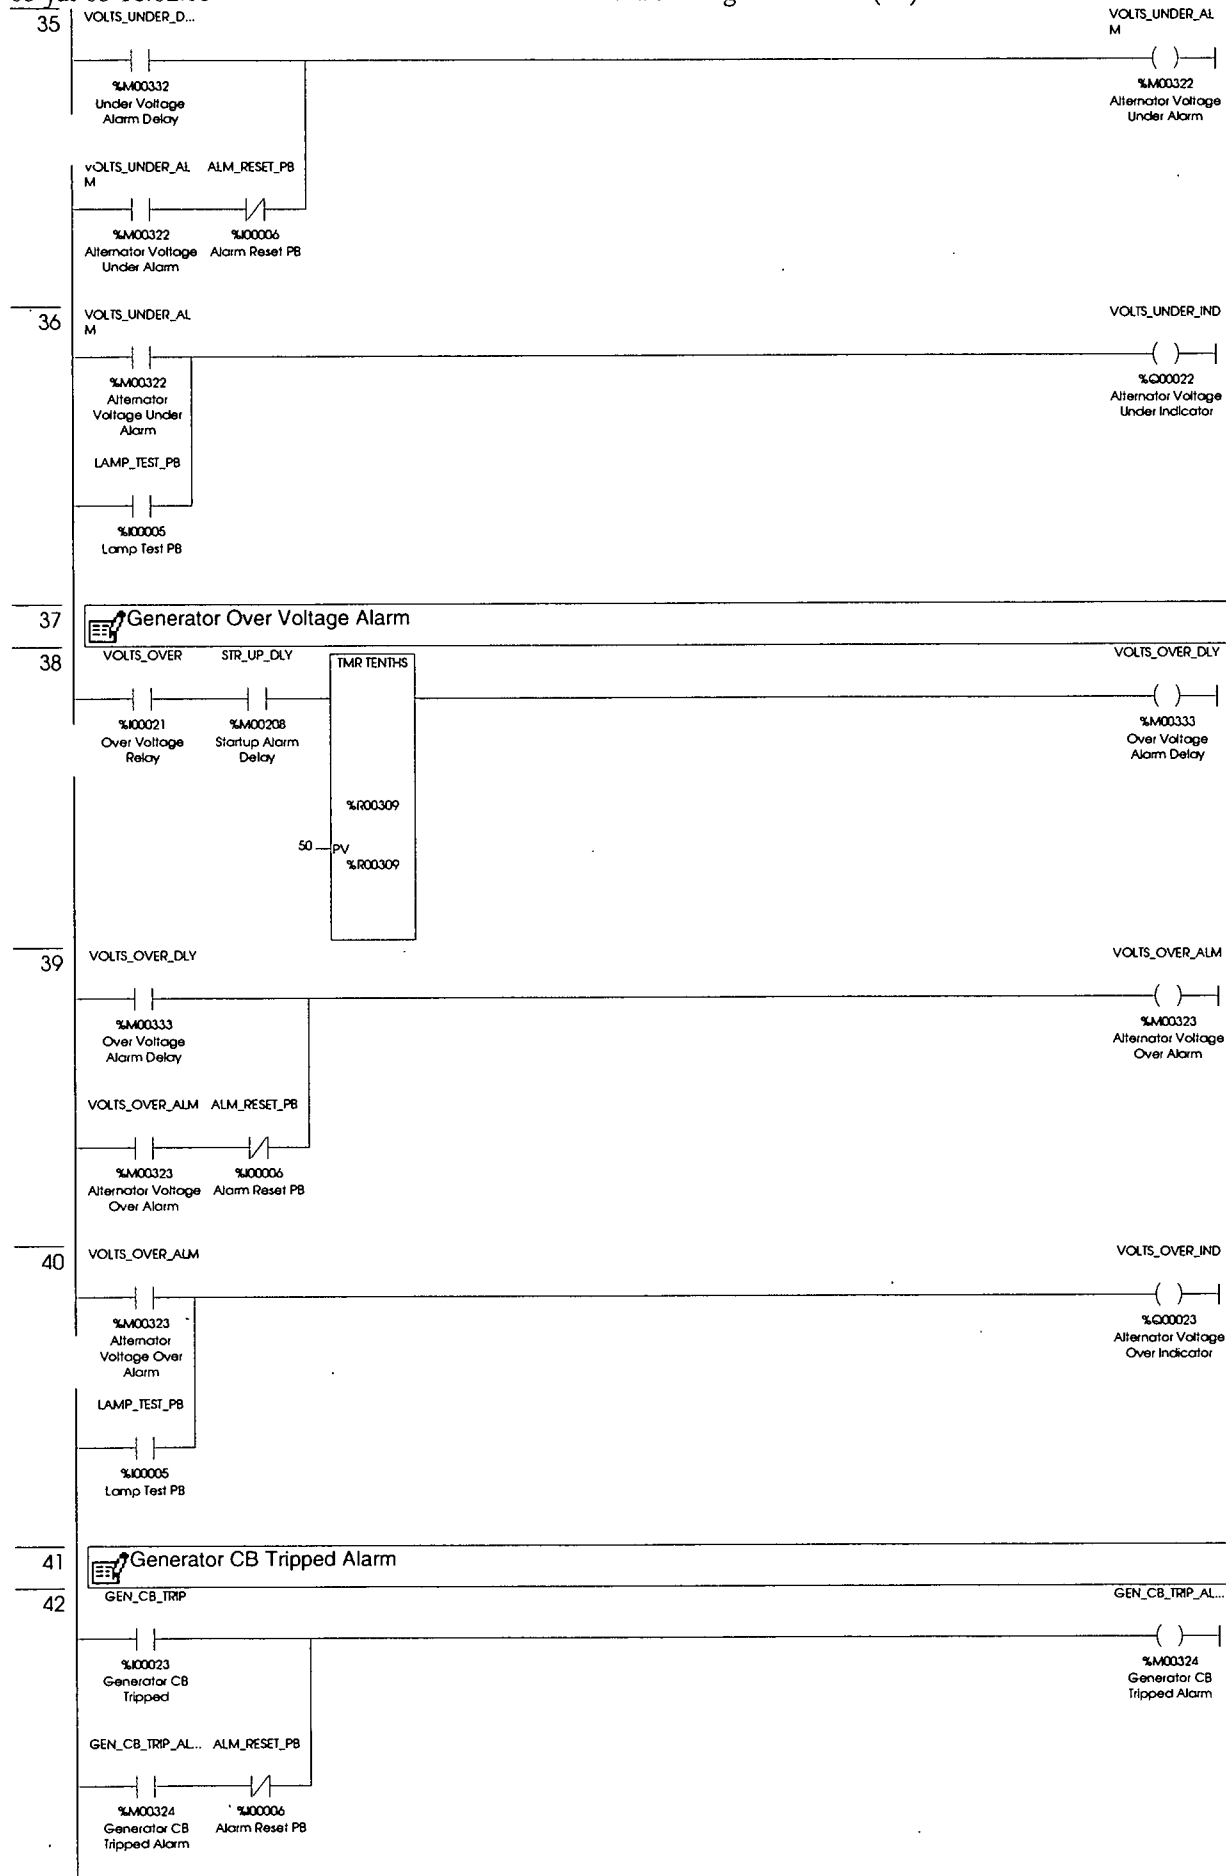 35
VOLTS_UNDER_D...
VOLTS_UNDER_AL
M
%M00332
Under Voltage
Alarm Delay
%M00322
Alternator Voltage
Under Alarm
VOLTS_UNDER_AL
M
ALM_RESET_PB
%M00322
Alternator Voltage
Under Alarm
%I00006
Alarm Reset PB
36
VOLTS_UNDER_AL
M
VOLTS_UNDER_IND
%M00322
Alternator
Voltage Under
Alarm
%Q00022
Alternator Voltage
Under Indicator
LAMP_TEST_PB
%I00005
Lamp Test PB
37
Generator Over Voltage Alarm
38
VOLTS_OVER
STR_UP_DLY
TMR TENTHS
VOLTS_OVER_DLY
%I00021
Over Voltage
Relay
%M00208
Startup Alarm
Delay
%M00333
Over Voltage
Alarm Delay
%R00309
50
PV
%R00309
39
VOLTS_OVER_DLY
VOLTS_OVER_ALM
%M00333
Over Voltage
Alarm Delay
%M00323
Alternator Voltage
Over Alarm
VOLTS_OVER_ALM
ALM_RESET_PB
%M00323
Alternator Voltage
Over Alarm
%I00006
Alarm Reset PB
40
VOLTS_OVER_ALM
VOLTS_OVER_IND
%M00323
Alternator
Voltage Over
Alarm
%Q00023
Alternator Voltage
Over Indicator
LAMP_TEST_PB
%I00005
Lamp Test PB
41
Generator CB Tripped Alarm
42
GEN_CB_TRIP
GEN_CB_TRIP_AL...
%I00023
Generator CB
Tripped
%M00324
Generator CB
Tripped Alarm
GEN_CB_TRIP_AL...
ALM_RESET_PB
%M00324
Generator CB
Tripped Alarm
%I00006
Alarm Reset PB